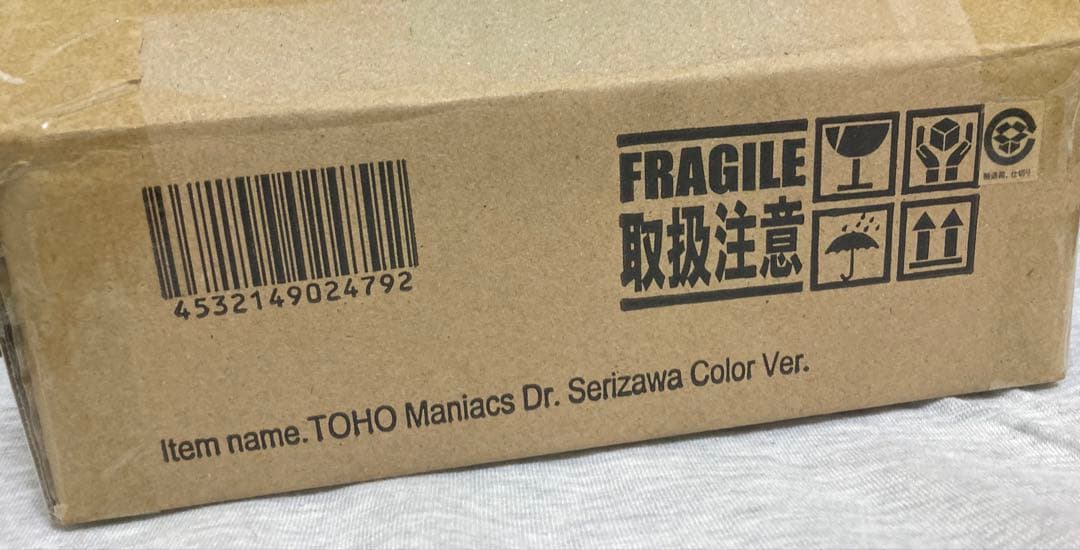 4532149024792
FRAGILE
取扱注意
Item name.TOHO Maniacs Dr. Serizawa Color Ver.